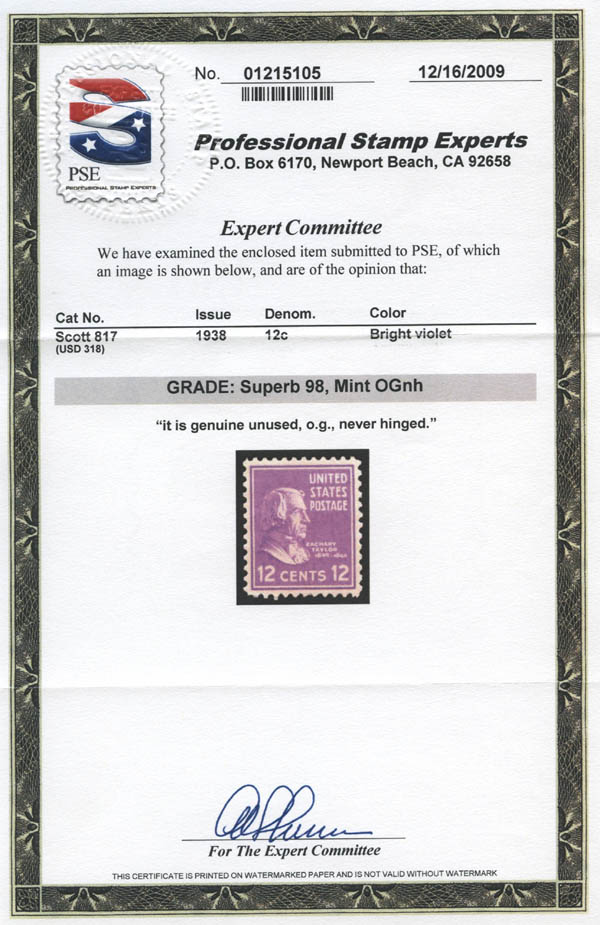 No. 01215105 12/16/2009
PSE
PROFESSIONAL STAMP EXPERTS
Professional Stamp Experts
P.O. Box 6170, Newport Beach, CA 92658
Expert Committee
We have examined the enclosed item submitted to PSE, of which
an image is shown below, and are of the opinion that:
Cat No. Issue Denom. Color
Scott 817 1938 12c Bright violet
(USD 318)
GRADE: Superb 98, Mint OGnh
“it is genuine unused, o.g., never hinged.”
UNITED
STATES
POSTAGE
ZACHARY
TAYLOR
12 CENTS 12
For The Expert Committee
THIS CERTIFICATE IS PRINTED ON WATERMARKED PAPER AND IS NOT VALID WITHOUT WATERMARK